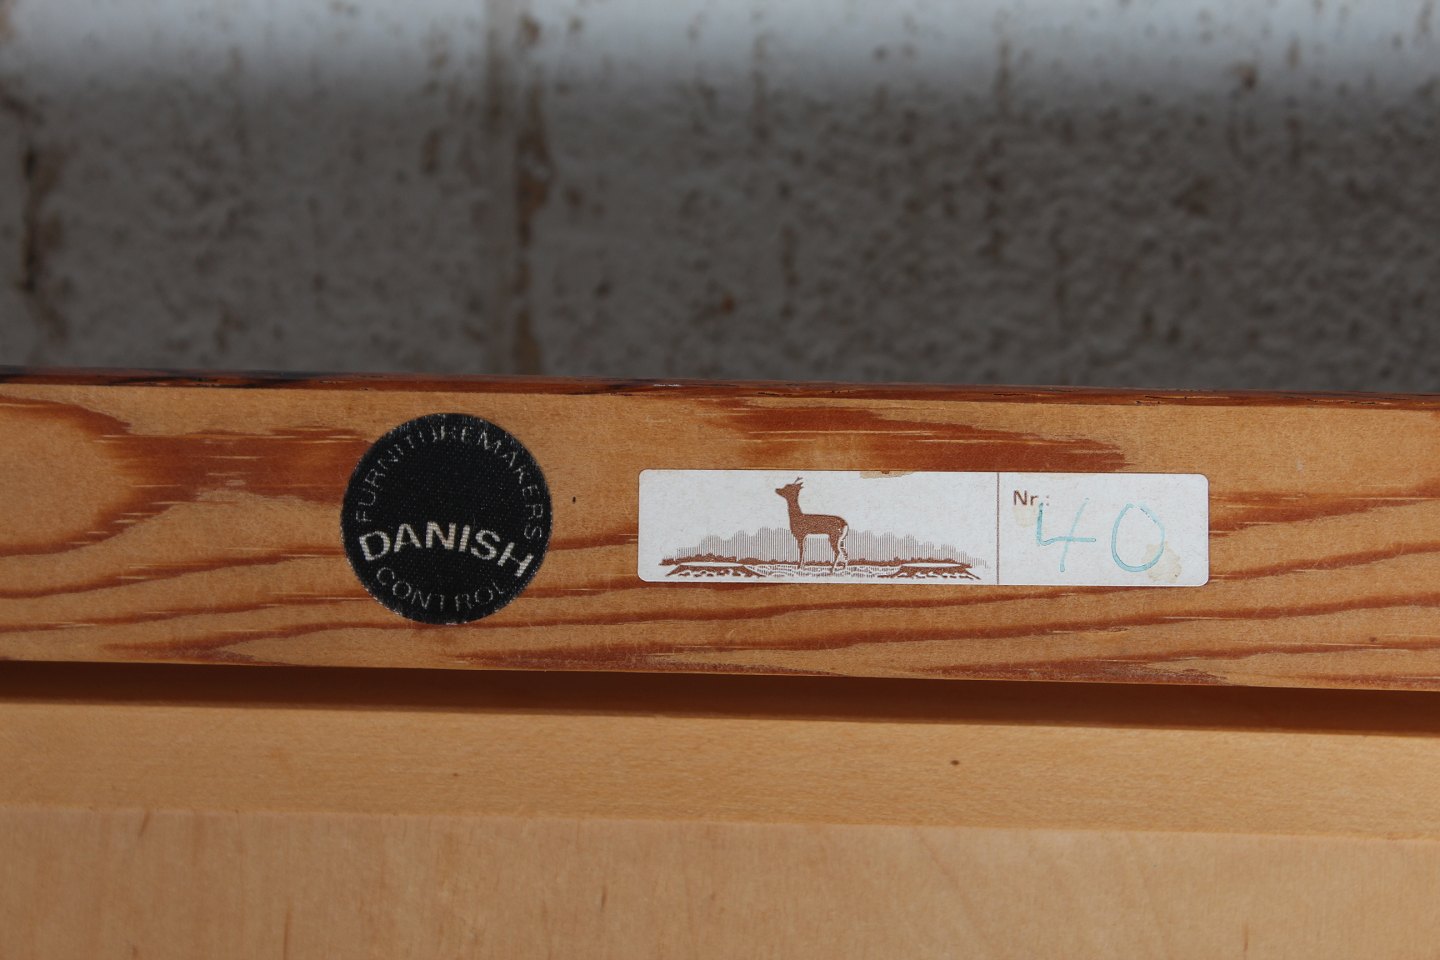 FURNITUREMAKERS
DANISH
CONTROL
Nr.:
40